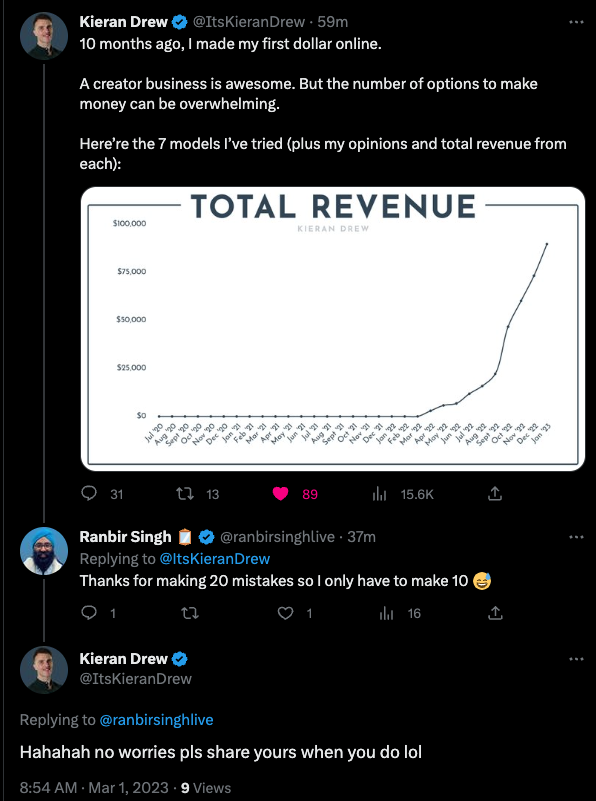 Kieran Drew @ItsKieranDrew · 59m
10 months ago, I made my first dollar online.
A creator business is awesome. But the number of options to make
money can be overwhelming.
Here're the 7 models I've tried (plus my opinions and total revenue from
each):
TOTAL REVENUE
KIERAN DREW
$100,000
$75,000
$50,000
$25,000
$0
Jul '20 Aug '20 Sept '20 Oct '20 Nov '20 Dec '20 Jan '21 Feb '21 Mar '21 Apr '21 May '21 Jun '21 Jul '21 Aug '21 Sept '21 Oct '21 Nov '21 Dec '21 Jan '22 Feb '22 Mar '22 Apr '22 May '22 Jun '22 Jul '22 Aug '22 Sept '22 Oct '22 Nov '22 Dec '22 Jan '23
31 13 89 15.6K
Ranbir Singh 📋 @ranbirsinghlive · 37m
Replying to @ItsKieranDrew
Thanks for making 20 mistakes so I only have to make 10 😅
1 1 16
Kieran Drew
@ItsKieranDrew
Replying to @ranbirsinghlive
Hahahah no worries pls share yours when you do lol
8:54 AM · Mar 1, 2023 · 9 Views